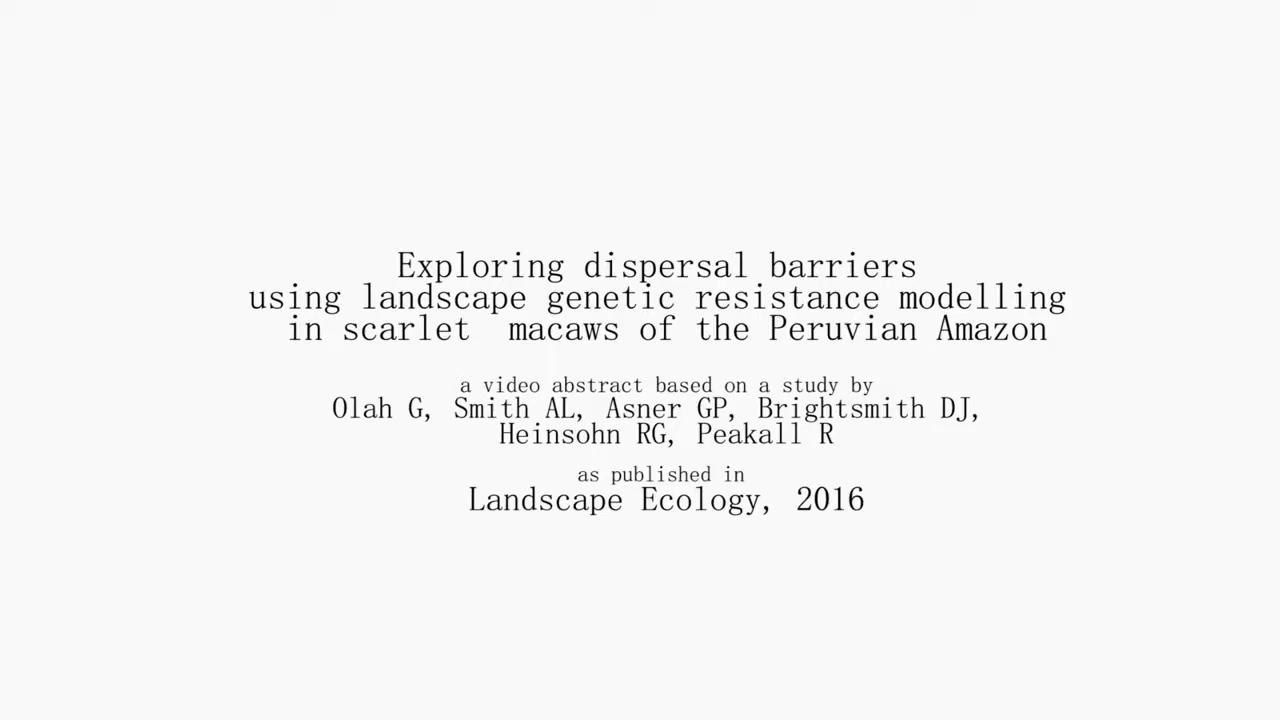 Exploring dispersal barriers
using landscape genetic resistance modelling
in scarlet  macaws of the Peruvian Amazon
a video abstract based on a study by
Olah G, Smith AL, Asner GP, Brightsmith DJ,
Heinsohn RG, Peakall R
as published in
Landscape Ecology, 2016